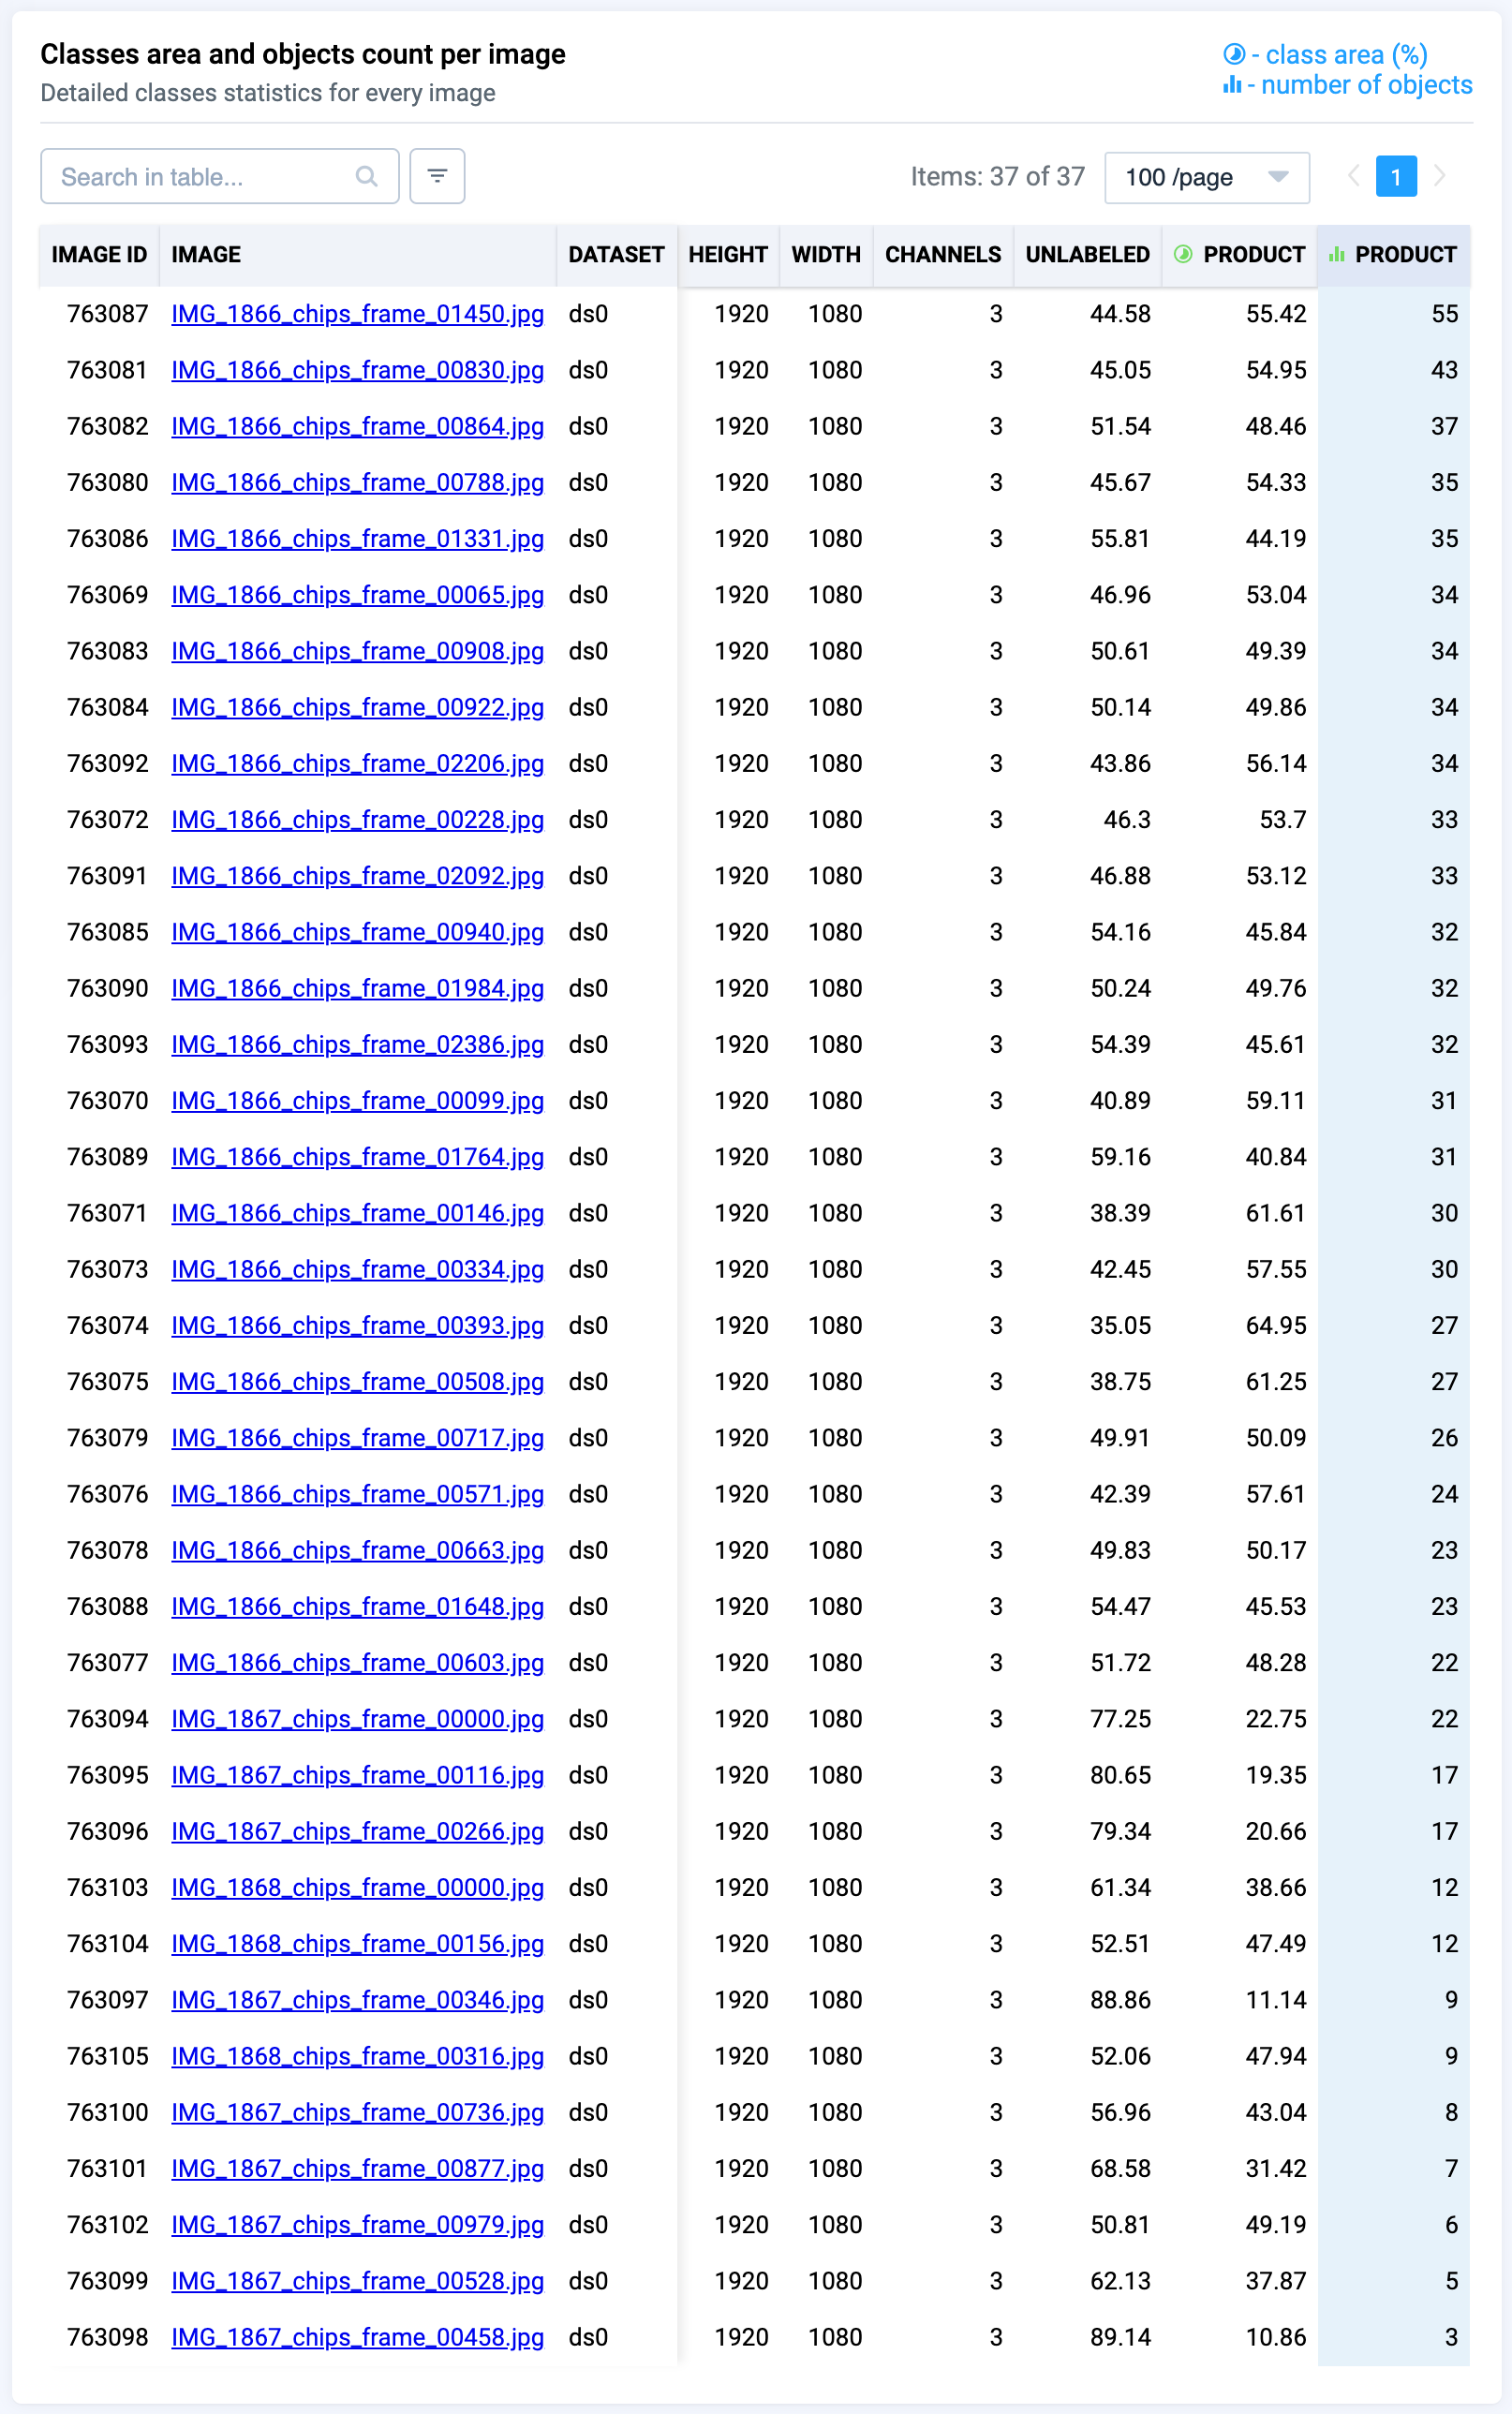 Classes area and objects count per image
Detailed classes statistics for every image
- class area (%)
- number of objects
Search in table...
Items: 37 of 37 100 /page 1
IMAGE ID IMAGE DATASET HEIGHT WIDTH CHANNELS UNLABELED PRODUCT PRODUCT
763087 IMG_1866_chips_frame_01450.jpg ds0 1920 1080 3 44.58 55.42 55
763081 IMG_1866_chips_frame_00830.jpg ds0 1920 1080 3 45.05 54.95 43
763082 IMG_1866_chips_frame_00864.jpg ds0 1920 1080 3 51.54 48.46 37
763080 IMG_1866_chips_frame_00788.jpg ds0 1920 1080 3 45.67 54.33 35
763086 IMG_1866_chips_frame_01331.jpg ds0 1920 1080 3 55.81 44.19 35
763069 IMG_1866_chips_frame_00065.jpg ds0 1920 1080 3 46.96 53.04 34
763083 IMG_1866_chips_frame_00908.jpg ds0 1920 1080 3 50.61 49.39 34
763084 IMG_1866_chips_frame_00922.jpg ds0 1920 1080 3 50.14 49.86 34
763092 IMG_1866_chips_frame_02206.jpg ds0 1920 1080 3 43.86 56.14 34
763072 IMG_1866_chips_frame_00228.jpg ds0 1920 1080 3 46.3 53.7 33
763091 IMG_1866_chips_frame_02092.jpg ds0 1920 1080 3 46.88 53.12 33
763085 IMG_1866_chips_frame_00940.jpg ds0 1920 1080 3 54.16 45.84 32
763090 IMG_1866_chips_frame_01984.jpg ds0 1920 1080 3 50.24 49.76 32
763093 IMG_1866_chips_frame_02386.jpg ds0 1920 1080 3 54.39 45.61 32
763070 IMG_1866_chips_frame_00099.jpg ds0 1920 1080 3 40.89 59.11 31
763089 IMG_1866_chips_frame_01764.jpg ds0 1920 1080 3 59.16 40.84 31
763071 IMG_1866_chips_frame_00146.jpg ds0 1920 1080 3 38.39 61.61 30
763073 IMG_1866_chips_frame_00334.jpg ds0 1920 1080 3 42.45 57.55 30
763074 IMG_1866_chips_frame_00393.jpg ds0 1920 1080 3 35.05 64.95 27
763075 IMG_1866_chips_frame_00508.jpg ds0 1920 1080 3 38.75 61.25 27
763079 IMG_1866_chips_frame_00717.jpg ds0 1920 1080 3 49.91 50.09 26
763076 IMG_1866_chips_frame_00571.jpg ds0 1920 1080 3 42.39 57.61 24
763078 IMG_1866_chips_frame_00663.jpg ds0 1920 1080 3 49.83 50.17 23
763088 IMG_1866_chips_frame_01648.jpg ds0 1920 1080 3 54.47 45.53 23
763077 IMG_1866_chips_frame_00603.jpg ds0 1920 1080 3 51.72 48.28 22
763094 IMG_1867_chips_frame_00000.jpg ds0 1920 1080 3 77.25 22.75 22
763095 IMG_1867_chips_frame_00116.jpg ds0 1920 1080 3 80.65 19.35 17
763096 IMG_1867_chips_frame_00266.jpg ds0 1920 1080 3 79.34 20.66 17
763103 IMG_1868_chips_frame_00000.jpg ds0 1920 1080 3 61.34 38.66 12
763104 IMG_1868_chips_frame_00156.jpg ds0 1920 1080 3 52.51 47.49 12
763097 IMG_1867_chips_frame_00346.jpg ds0 1920 1080 3 88.86 11.14 9
763105 IMG_1868_chips_frame_00316.jpg ds0 1920 1080 3 52.06 47.94 9
763100 IMG_1867_chips_frame_00736.jpg ds0 1920 1080 3 56.96 43.04 8
763101 IMG_1867_chips_frame_00877.jpg ds0 1920 1080 3 68.58 31.42 7
763102 IMG_1867_chips_frame_00979.jpg ds0 1920 1080 3 50.81 49.19 6
763099 IMG_1867_chips_frame_00528.jpg ds0 1920 1080 3 62.13 37.87 5
763098 IMG_1867_chips_frame_00458.jpg ds0 1920 1080 3 89.14 10.86 3